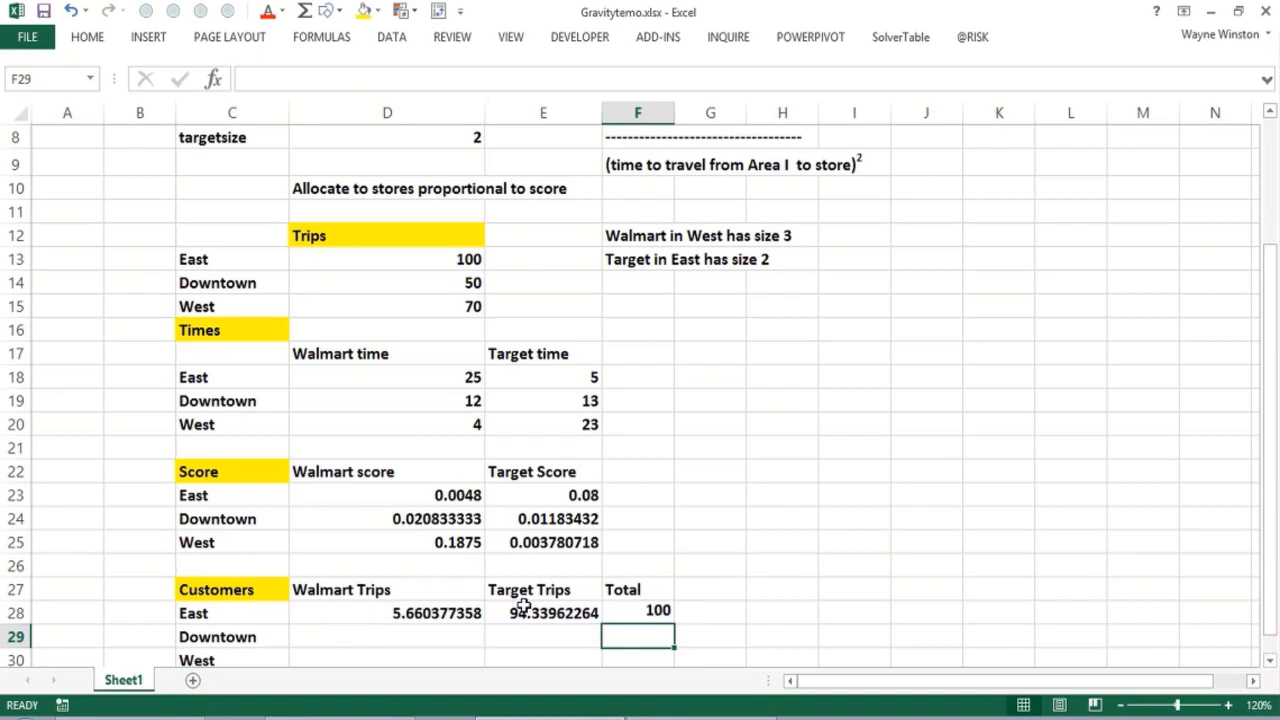 Gravitytemo.xlsx - Excel
?
FILE HOME INSERT PAGE LAYOUT FORMULAS DATA REVIEW VIEW DEVELOPER ADD-INS INQUIRE POWERPIVOT SolverTable @RISK Wayne Winston
F29 fx
A B C D E F G H I J K L M N
8 targetsize 2 ----------------------------------
9 (time to travel from Area I to store)²
10 Allocate to stores proportional to score
11
12 Trips Walmart in West has size 3
13 East 100 Target in East has size 2
14 Downtown 50
15 West 70
16 Times
17 Walmart time Target time
18 East 25 5
19 Downtown 12 13
20 West 4 23
21
22 Score Walmart score Target Score
23 East 0.0048 0.08
24 Downtown 0.020833333 0.01183432
25 West 0.1875 0.003780718
26
27 Customers Walmart Trips Target Trips Total
28 East 5.660377358 94.33962264 100
29 Downtown
30 West
Sheet1
READY 120%